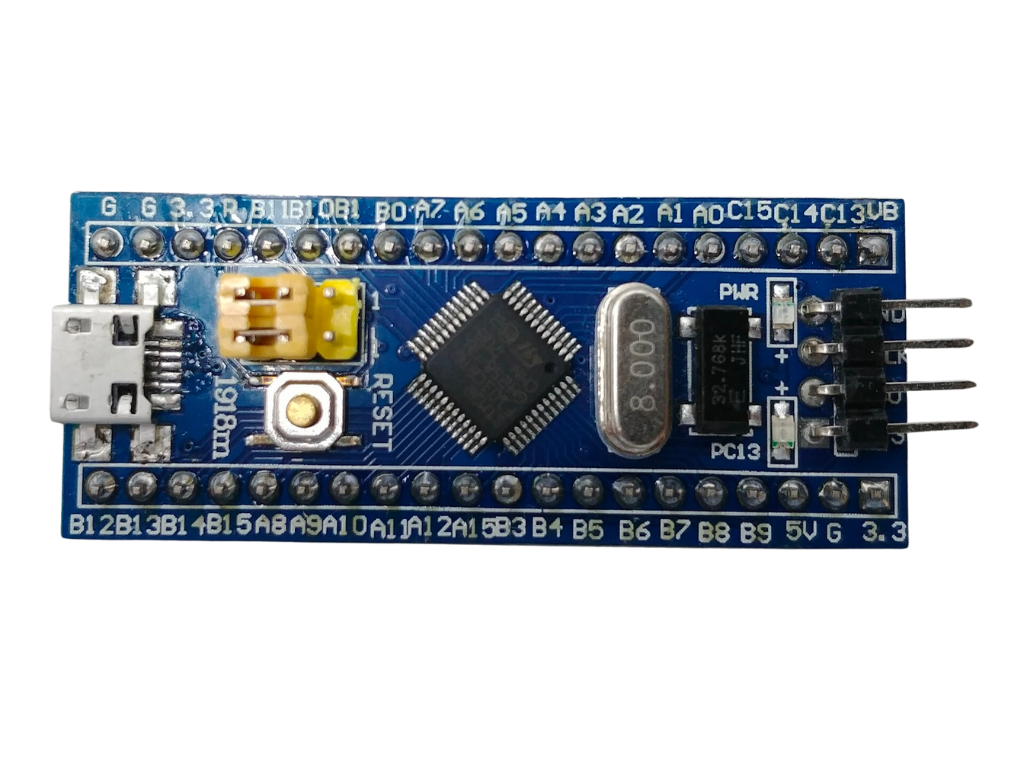 G G 3.3 R B11 B10 B1 B0 A7 A6 A5 A4 A3 A2 A1 A0 C15 C14 C13 VB
PWR
8.000
32.768k
JHF
E
+
+
RESET
1918m
PC13
B12 B13 B14 B15 A8 A9 A10 A11 A12 A15 B3 B4 B5 B6 B7 B8 B9 5V G 3.3